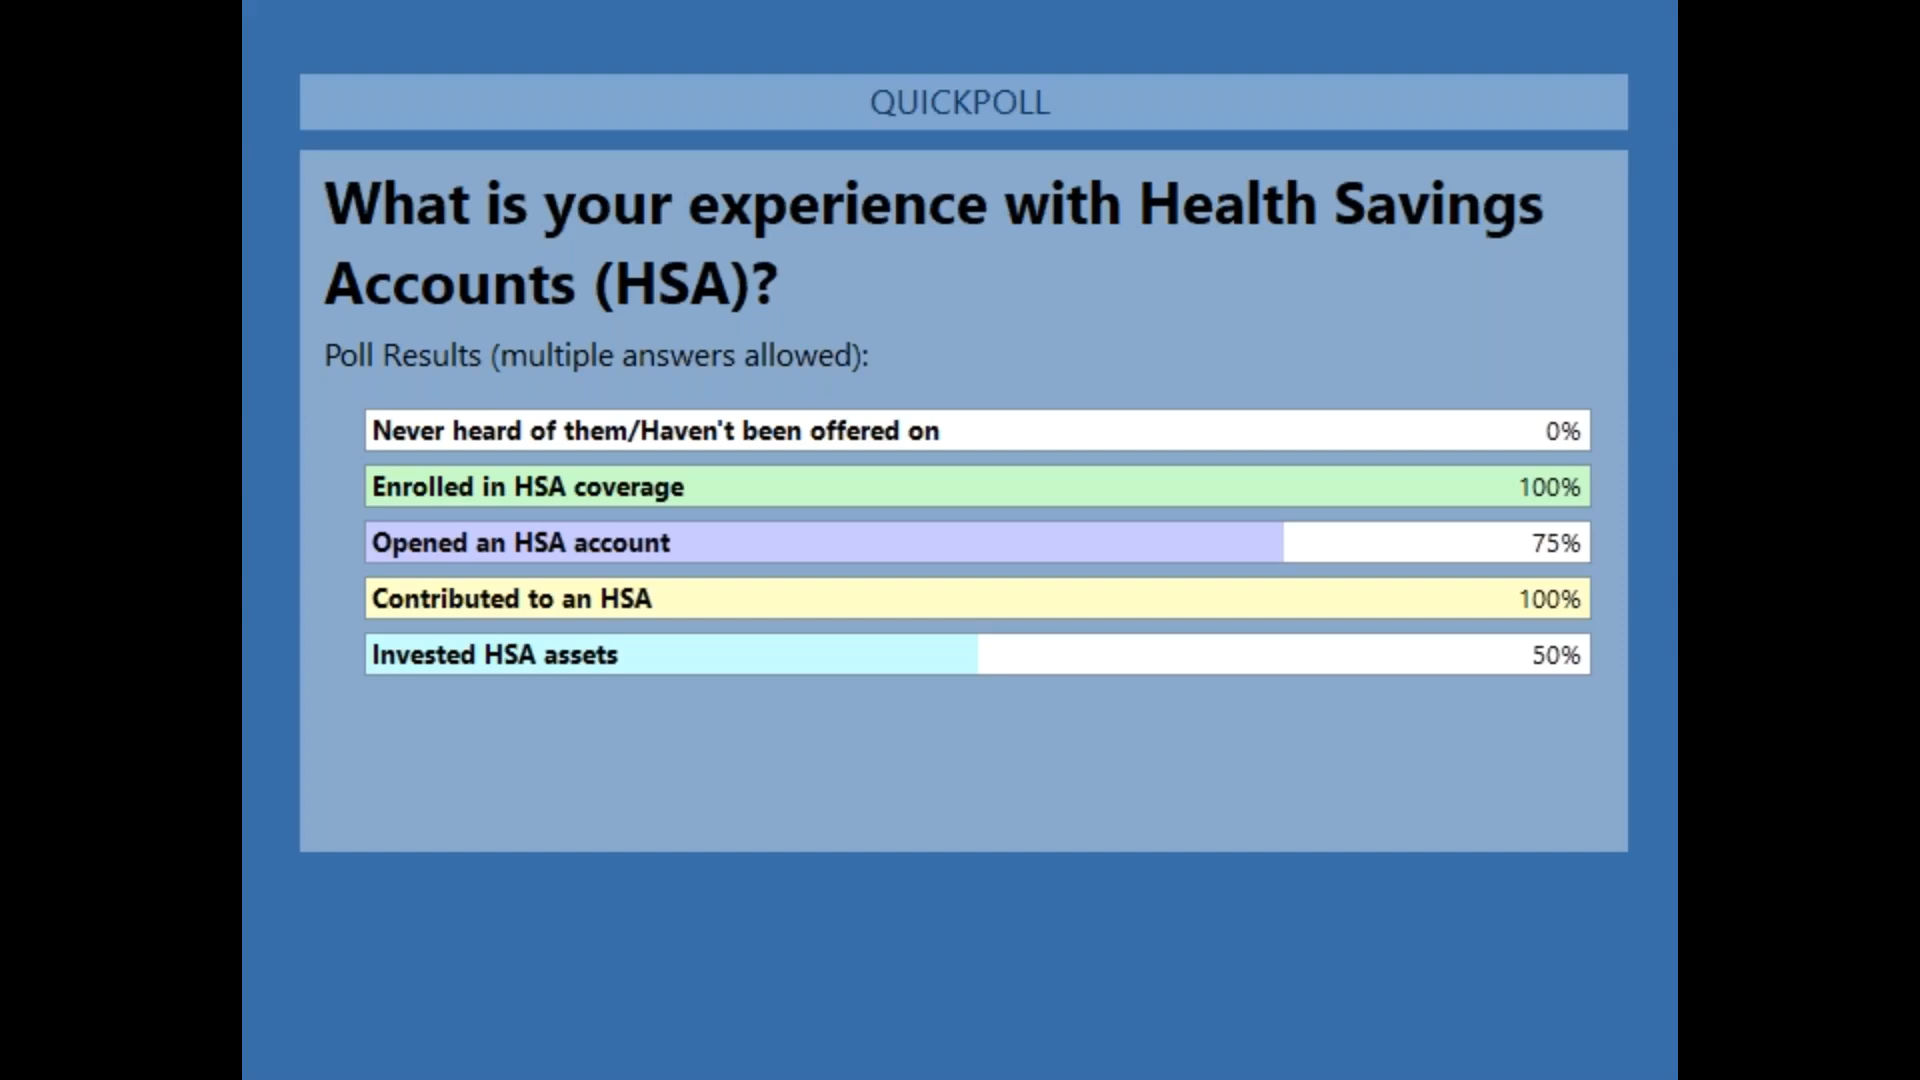 QUICKPOLL
What is your experience with Health Savings
Accounts (HSA)?
Poll Results (multiple answers allowed):
Never heard of them/Haven't been offered on 0%
Enrolled in HSA coverage 100%
Opened an HSA account 75%
Contributed to an HSA 100%
Invested HSA assets 50%